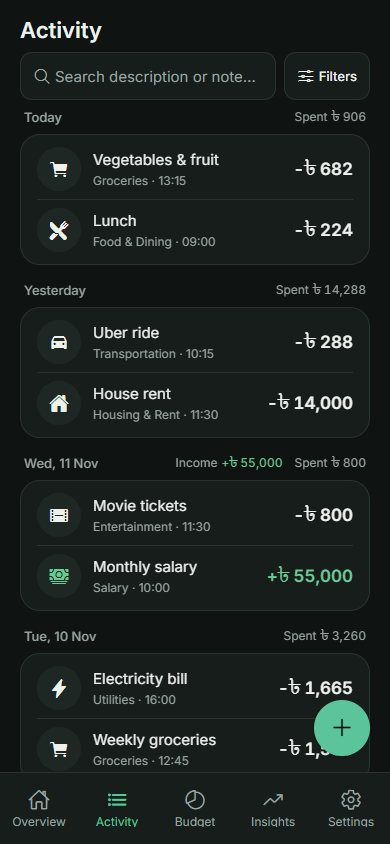 Activity
Search description or note...
Filters
Today Spent ৳ 906
Vegetables & fruit
-৳ 682
Groceries · 13:15
Lunch
-৳ 224
Food & Dining · 09:00
Yesterday Spent ৳ 14,288
Uber ride
-৳ 288
Transportation · 10:15
House rent
-৳ 14,000
Housing & Rent · 11:30
Wed, 11 Nov Income +৳ 55,000 Spent ৳ 800
Movie tickets
-৳ 800
Entertainment · 11:30
Monthly salary
+৳ 55,000
Salary · 10:00
Tue, 10 Nov Spent ৳ 3,260
Electricity bill
-৳ 1,665
Utilities · 16:00
Weekly groceries
Groceries · 12:45
Overview Activity Budget Insights Settings